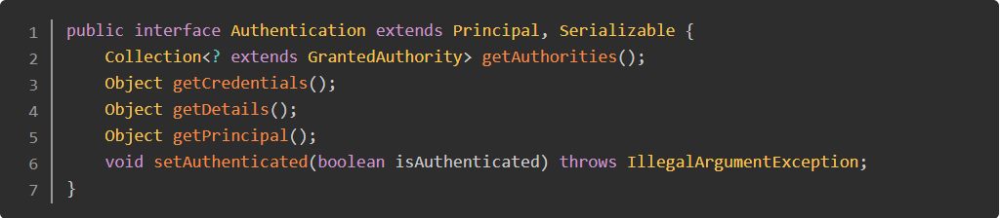 1 public interface Authentication extends Principal, Serializable {
2     Collection<? extends GrantedAuthority> getAuthorities();
3     Object getCredentials();
4     Object getDetails();
5     Object getPrincipal();
6     void setAuthenticated(boolean isAuthenticated) throws IllegalArgumentException;
7 }